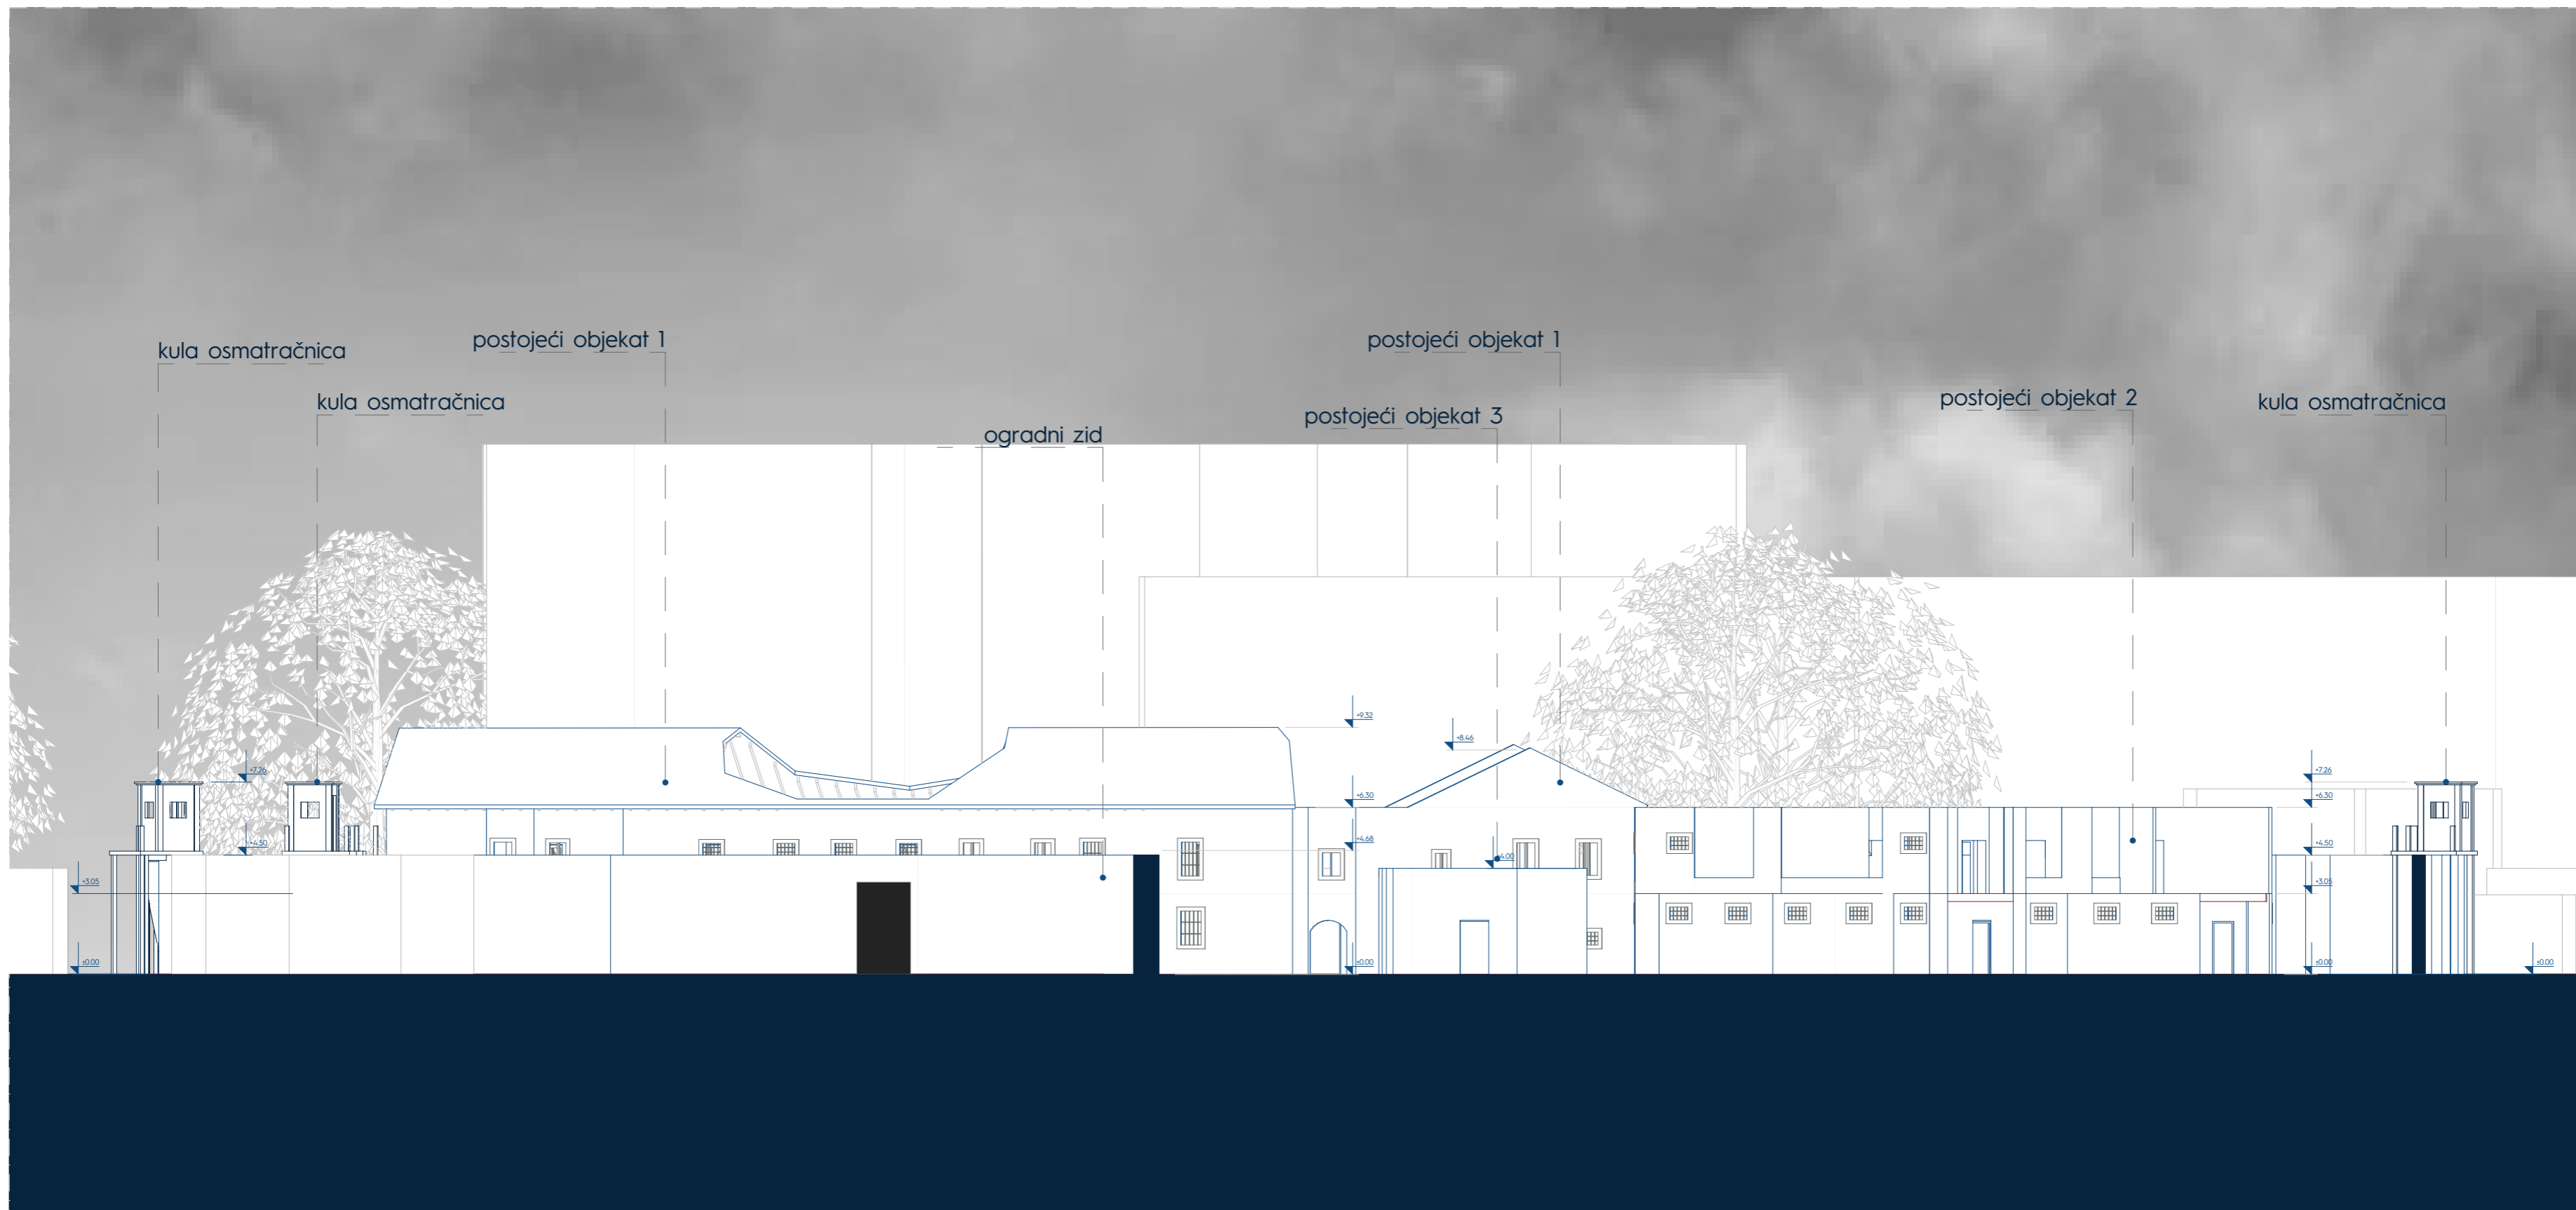 postojeći objekat 1
postojeći objekat 1
kula osmatračnica
postojeći objekat 2
kula osmatračnica
kula osmatračnica
postojeći objekat 3
ogradni zid
+9.32
+8.46
+7.26
+7.26
+6.30
+6.30
+4.50
+4.68
+4.00
+4.50
+3.05
+3.05
±0.00
±0.00
±0.00
±0.00